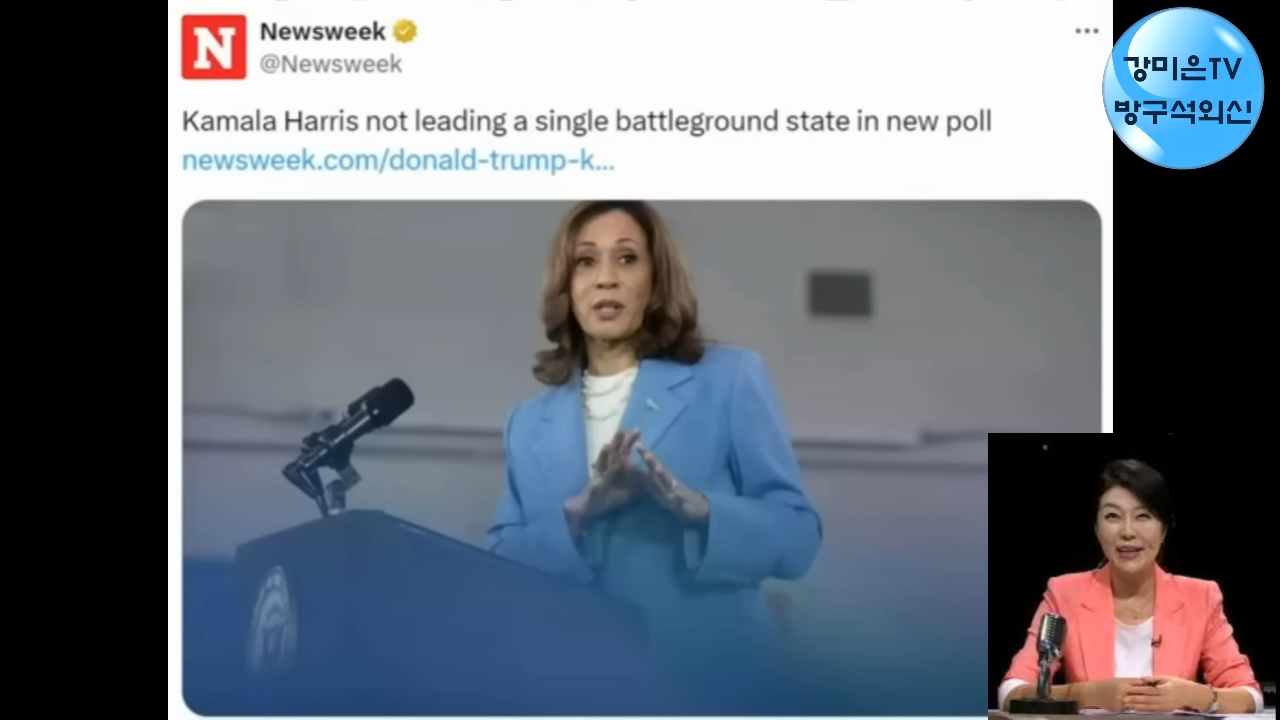 N
Newsweek
@Newsweek
Kamala Harris not leading a single battleground state in new poll
newsweek.com/donald-trump-k...
강미은TV
방구석외신